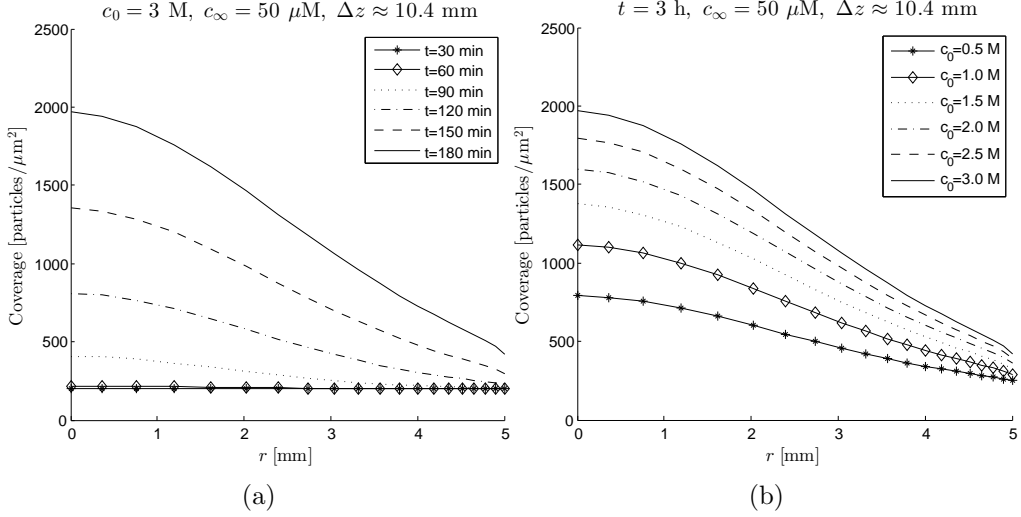 c₀ = 3 M, c∞ = 50 μM, Δz ≈ 10.4 mm
2500
2000
1500
1000
500
0
Coverage [particles/μm²]
t=30 min
t=60 min
t=90 min
t=120 min
t=150 min
t=180 min
0 1 2 3 4 5
r [mm]
(a)
t = 3 h, c∞ = 50 μM, Δz ≈ 10.4 mm
2500
2000
1500
1000
500
0
Coverage [particles/μm²]
c₀=0.5 M
c₀=1.0 M
c₀=1.5 M
c₀=2.0 M
c₀=2.5 M
c₀=3.0 M
0 1 2 3 4 5
r [mm]
(b)